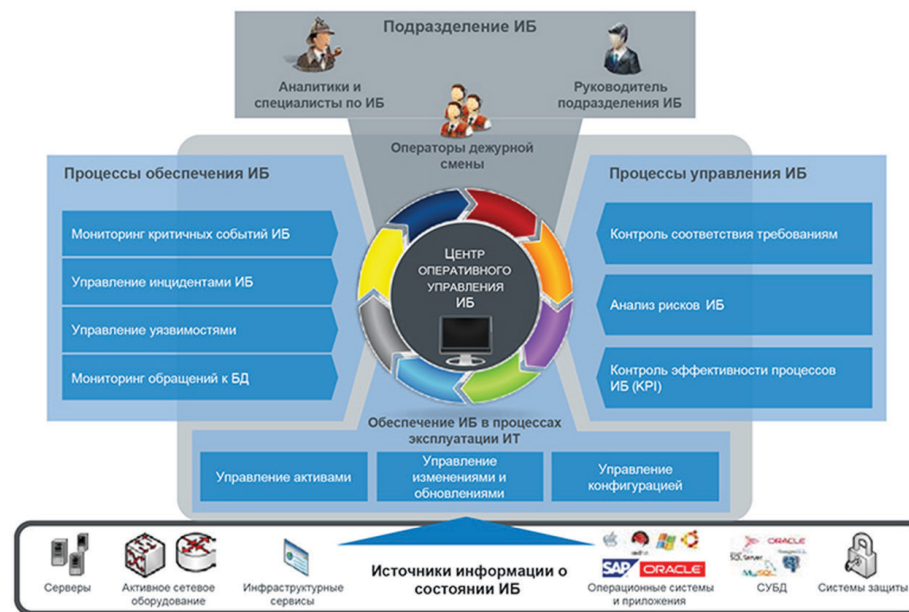 Подразделение ИБ
Аналитики и
специалисты по ИБ
Руководитель
подразделения ИБ
Операторы дежурной
смены
Процессы обеспечения ИБ
Мониторинг критичных событий ИБ
Управление инцидентами ИБ
Управление уязвимостями
Мониторинг обращений к БД
ЦЕНТР
ОПЕРАТИВНОГО
УПРАВЛЕНИЯ
ИБ
Процессы управления ИБ
Контроль соответствия требованиям
Анализ рисков ИБ
Контроль эффективности процессов
ИБ (KPI)
Обеспечение ИБ в процессах
эксплуатации ИТ
Управление активами
Управление
изменениями и
обновлениями
Управление
конфигурацией
Серверы
Активное сетевое
оборудование
Инфраструктурные
сервисы
Источники информации о
состоянии ИБ
SAP
ORACLE
Операционные системы
и приложения
ORACLE
SQL Server
MySQL
СУБД
Системы защиты